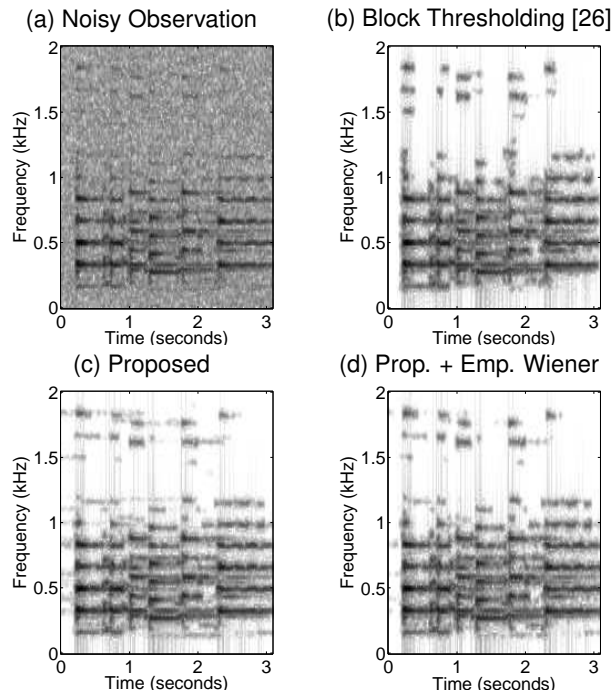 (a) Noisy Observation
2
1.5
1
0.5
0
Frequency (kHz)
0 1 2 3
Time (seconds)
(b) Block Thresholding [26]
2
1.5
1
0.5
0
Frequency (kHz)
0 1 2 3
Time (seconds)
(c) Proposed
2
1.5
1
0.5
0
Frequency (kHz)
0 1 2 3
Time (seconds)
(d) Prop. + Emp. Wiener
2
1.5
1
0.5
0
Frequency (kHz)
0 1 2 3
Time (seconds)